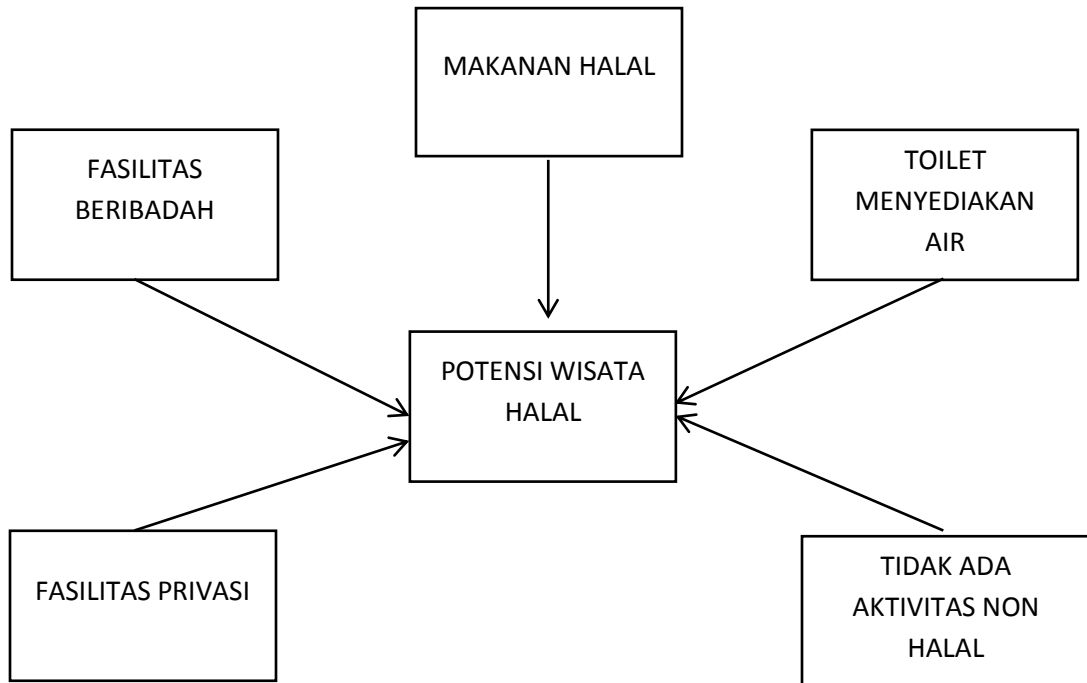 MAKANAN HALAL
FASILITAS
BERIBADAH
TOILET
MENYEDIAKAN
AIR
POTENSI WISATA
HALAL
FASILITAS PRIVASI
TIDAK ADA
AKTIVITAS NON
HALAL